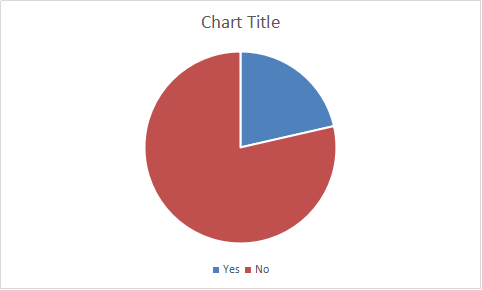 Chart Title
Yes No